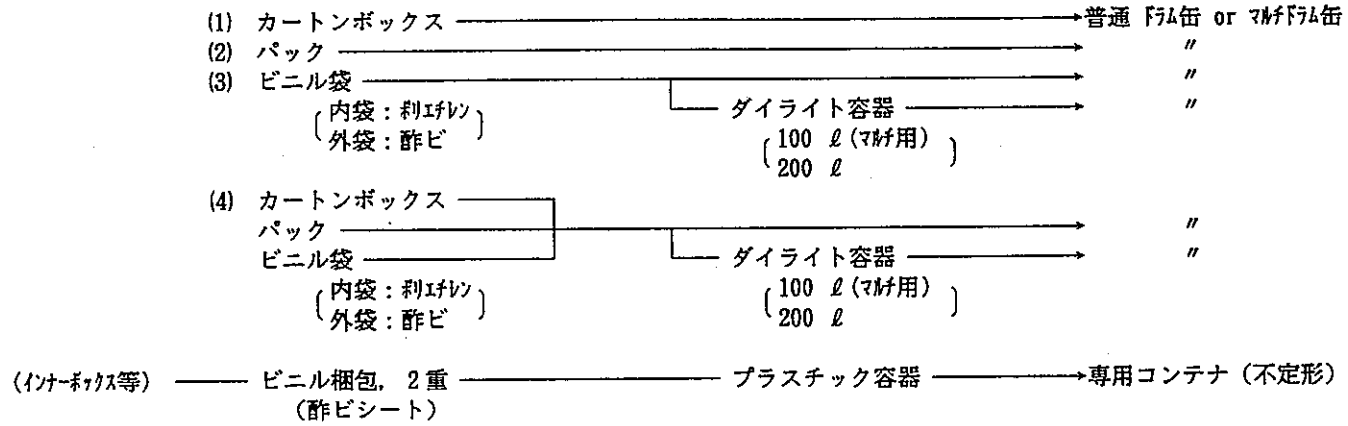 (1) カートンボックス 普通 ﾄﾞﾗﾑ缶 or ﾏﾙﾁﾄﾞﾗﾑ缶
(2) パック 〃
(3) ビニル袋 〃
内袋：ﾎﾟﾘｴﾁﾚﾝ ダイライト容器 〃
外袋：酢ビ 100 ℓ (ﾏﾙﾁ用)
200 ℓ
(4) カートンボックス
パック 〃
ビニル袋 ダイライト容器 〃
内袋：ﾎﾟﾘｴﾁﾚﾝ 100 ℓ (ﾏﾙﾁ用)
外袋：酢ビ 200 ℓ
(ｲﾝﾅｰﾎﾞｯｸｽ等) ビニル梱包, 2重 プラスチック容器 専用コンテナ (不定形)
(酢ビシート)